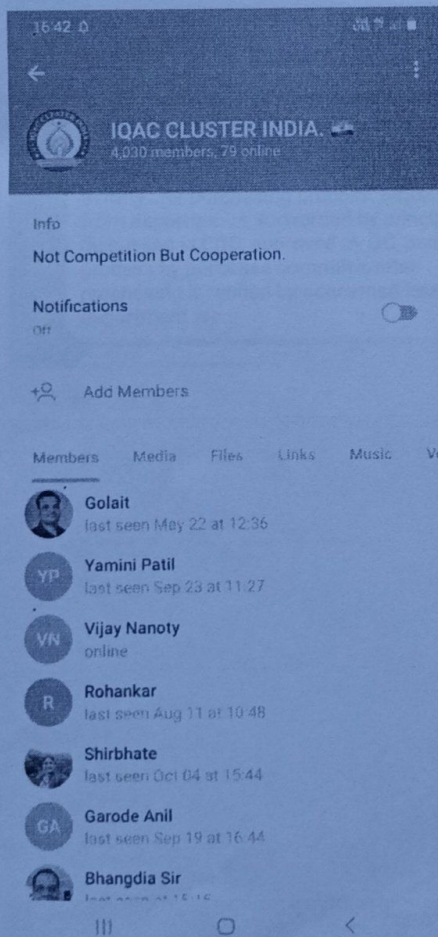 16:42
IQAC CLUSTER INDIA.
4,030 members, 79 online
Info
Not Competition But Cooperation.
Notifications
Off
Add Members
Members Media Files Links Music
Golait
last seen May 22 at 12:36
YP
Yamini Patil
last seen Sep 23 at 11:27
VN
Vijay Nanoty
online
R
Rohankar
last seen Aug 11 at 10:48
Shirbhate
last seen Oct 04 at 15:44
GA
Garode Anil
last seen Sep 19 at 16:44
Bhangdia Sir